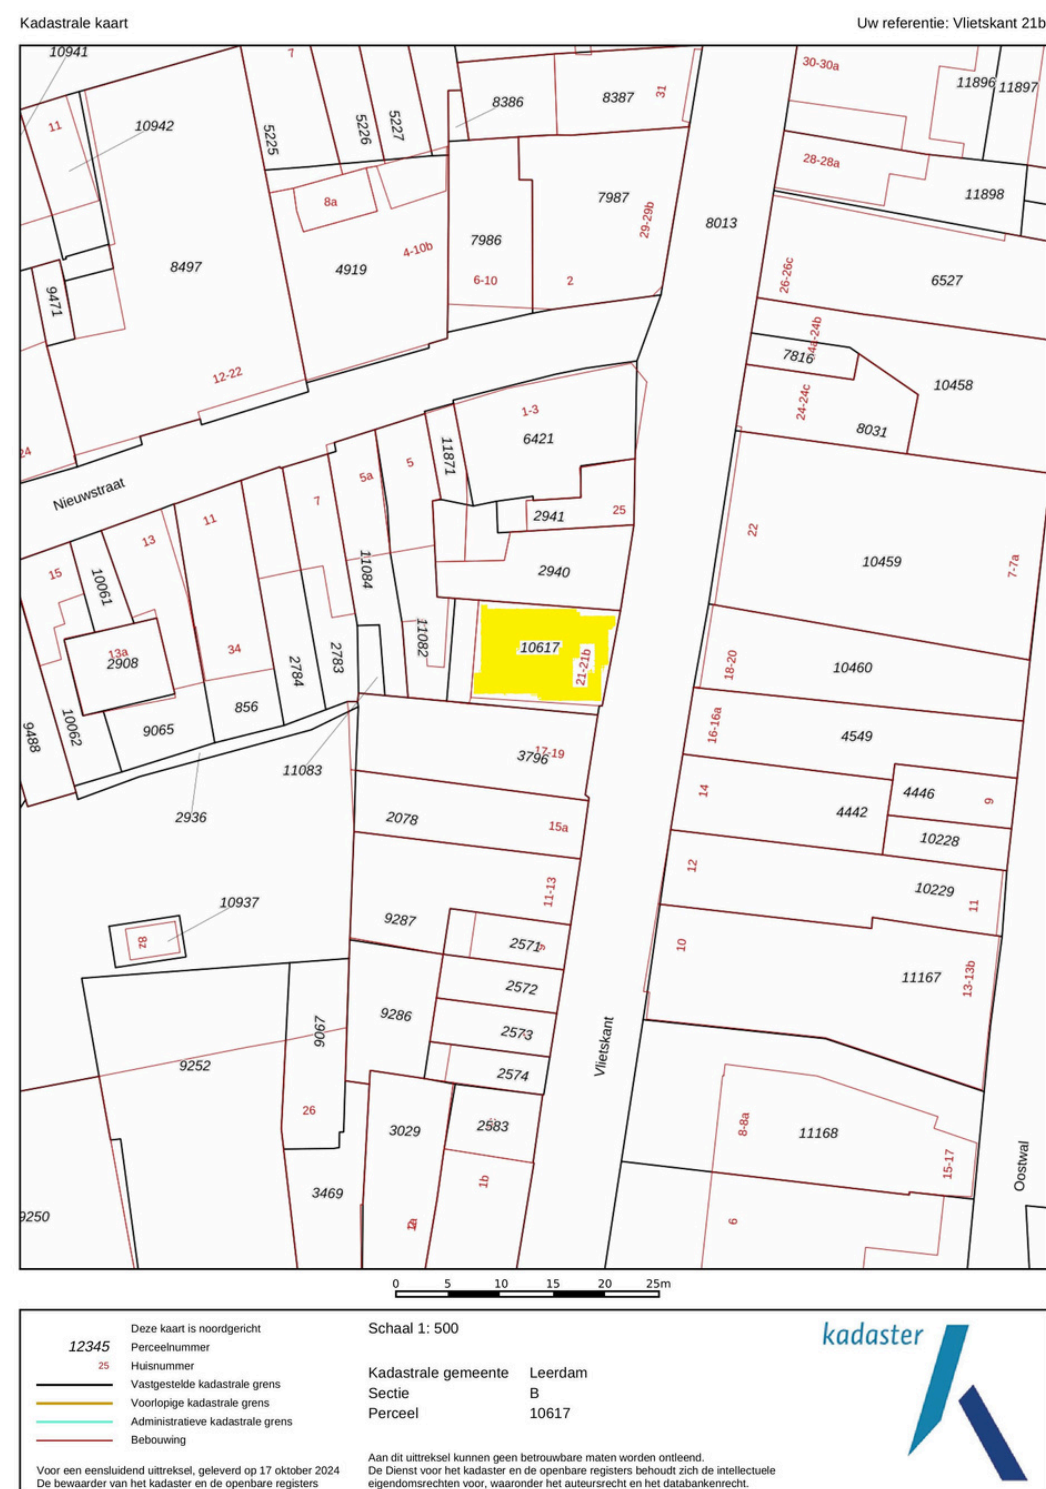 Kadastrale kaart
Uw referentie: Vlietskant 21b
10941
7
30-30a
11896
11897
8386
8387
31
11
10942
5225
5226
5227
28-28a
11898
8a
7987
29-29b
8013
4-10b
7986
8497
4919
6-10
2
26-26c
6527
9471
7816
10458
12-22
24-24c
1-3
8031
6421
24
11871
5
5a
Nieuwstraat
7
25
2941
22
11
13
10459
7-7a
15
10061
11084
2940
13a
2908
34
2784
2783
11082
10617
21-21b
18-20
10460
9488
10062
9065
856
16-16a
4549
11083
3796
17-19
14
4446
9
2936
2078
15a
4442
10228
12
11-13
10229
11
10937
9287
2571
9
8z
10
11167
13-13b
2572
9286
9067
2573
Vlietskant
9252
2574
26
3029
2583
8-8a
11168
15-17
Oostwal
1b
3469
9250
6
0 5 10 15 20 25m
Deze kaart is noordgericht
12345 Perceelnummer
25 Huisnummer
Vastgestelde kadastrale grens
Voorlopige kadastrale grens
Administratieve kadastrale grens
Bebouwing
Schaal 1: 500
Kadastrale gemeente Leerdam
Sectie B
Perceel 10617
kadaster
Voor een eensluidend uittreksel, geleverd op 17 oktober 2024
De bewaarder van het kadaster en de openbare registers
Aan dit uittreksel kunnen geen betrouwbare maten worden ontleend.
De Dienst voor het kadaster en de openbare registers behoudt zich de intellectuele
eigendomsrechten voor, waaronder het auteursrecht en het databankenrecht.